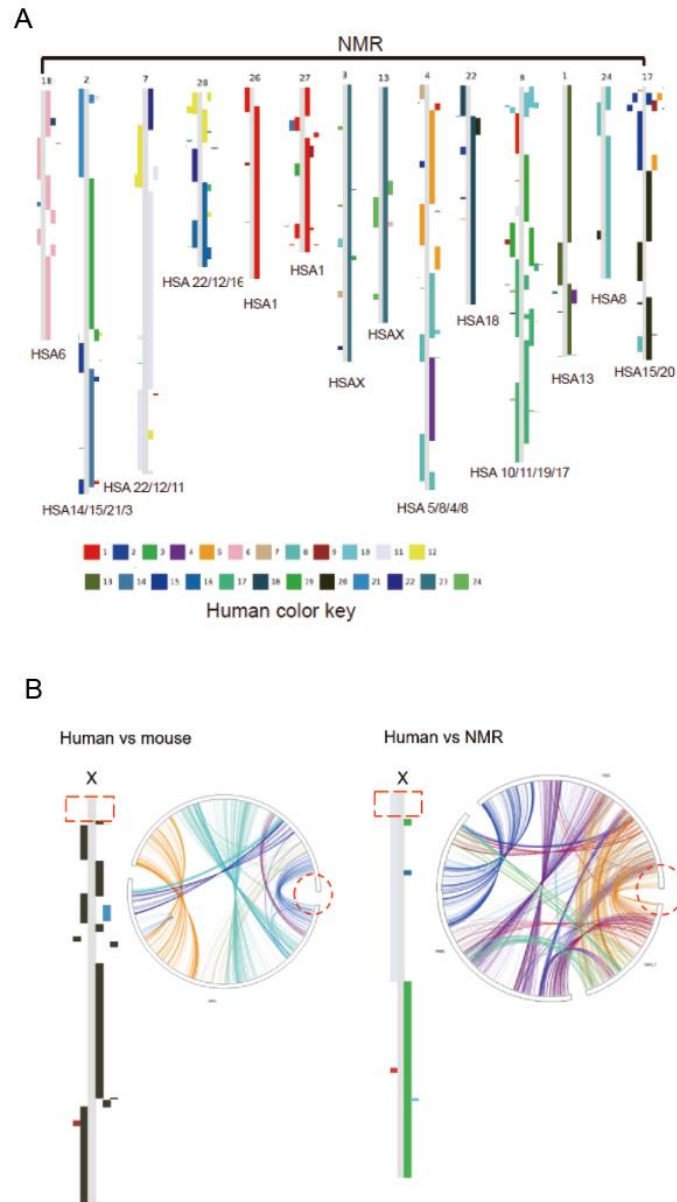 A
NMR
18 2 7 28 26 27 3 13 4 22 8 1 24 17
HSA6
HSA14/15/21/3
HSA 22/12/11
HSA 22/12/16
HSA1
HSA1
HSAX
HSAX
HSA 5/8/4/8
HSA18
HSA 10/11/19/17
HSA13
HSA8
HSA15/20
1 2 3 4 5 6 7 8 9 10 11 12
13 14 15 16 17 18 19 20 21 22 23 24
Human color key
B
Human vs mouse
Human vs NMR
X
X